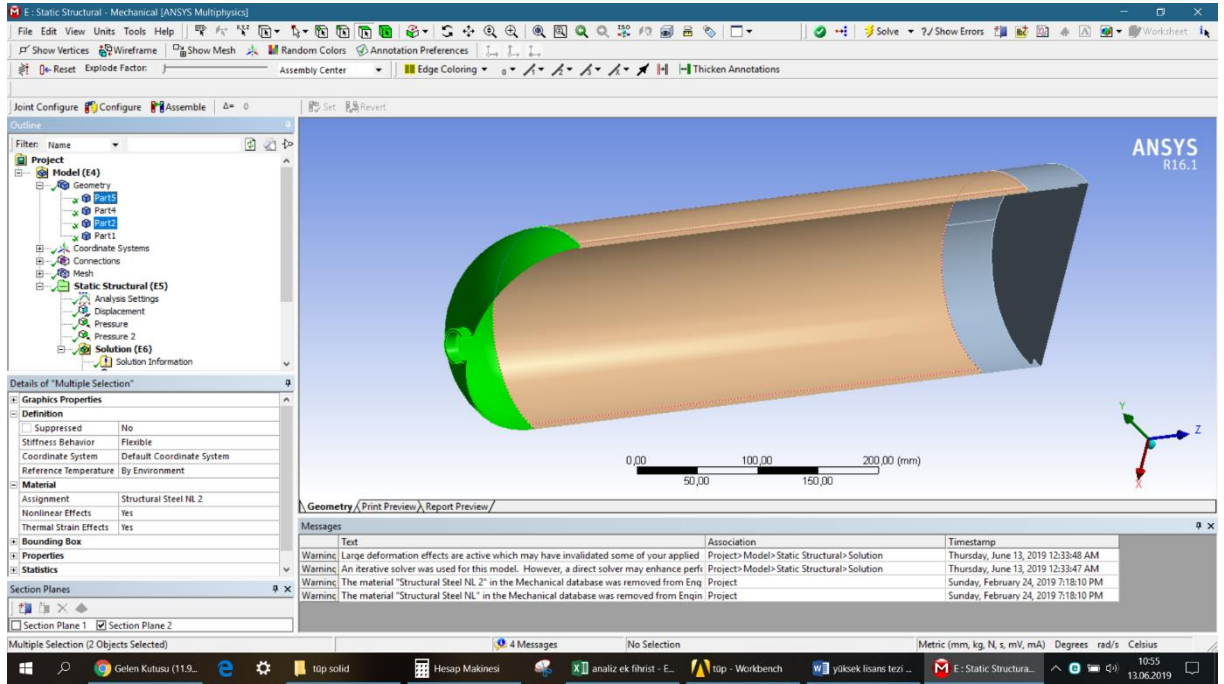 E : Static Structural - Mechanical [ANSYS Multiphysics]
File Edit View Units Tools Help
Solve ?/ Show Errors Worksheet
Show Vertices Wireframe Show Mesh Random Colors Annotation Preferences
Reset Explode Factor: Assembly Center Edge Coloring Thicken Annotations
Joint Configure Configure Assemble Δ= 0 Set Revert
Outline
Filter: Name
Project
Model (E4)
Geometry
Part5
Part4
Part2
Part1
Coordinate Systems
Connections
Mesh
Static Structural (E5)
Analysis Settings
Displacement
Pressure
Pressure 2
Solution (E6)
Solution Information
Details of "Multiple Selection"
Graphics Properties
Definition
Suppressed No
Stiffness Behavior Flexible
Coordinate System Default Coordinate System
Reference Temperature By Environment
Material
Assignment Structural Steel NL 2
Nonlinear Effects Yes
Thermal Strain Effects Yes
Bounding Box
Properties
Statistics
Section Planes
Section Plane 1 Section Plane 2
ANSYS
R16.1
Y
Z
X
0,00 100,00 200,00 (mm)
50,00 150,00
Geometry Print Preview Report Preview
Messages
Text Association Timestamp
Warning Large deformation effects are active which may have invalidated some of your applied Project>Model>Static Structural>Solution Thursday, June 13, 2019 12:33:48 AM
Warning An iterative solver was used for this model. However, a direct solver may enhance perfo Project>Model>Static Structural>Solution Thursday, June 13, 2019 12:33:47 AM
Warning The material "Structural Steel NL 2" in the Mechanical database was removed from Eng Project Sunday, February 24, 2019 7:18:10 PM
Warning The material "Structural Steel NL" in the Mechanical database was removed from Engin Project Sunday, February 24, 2019 7:18:10 PM
Multiple Selection (2 Objects Selected) 4 Messages No Selection Metric (mm, kg, N, s, mV, mA) Degrees rad/s Celsius
Gelen Kutusu (11.9... tüp solid Hesap Makinesi analiz ek fihrist - E... tüp - Workbench yüksek lisans tezi ... E : Static Structura... 10:55
13.06.2019